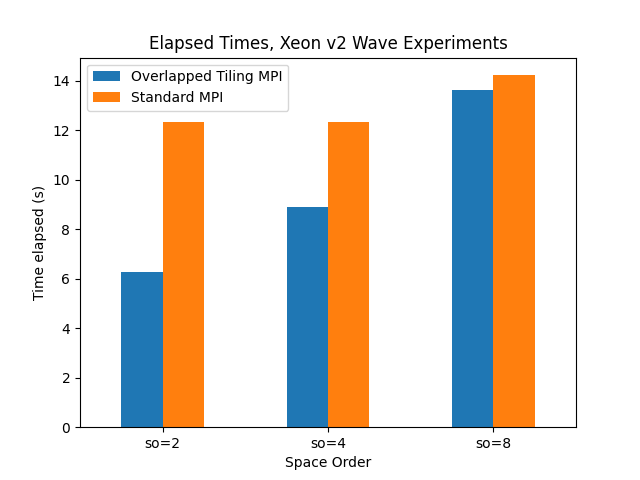 Elapsed Times, Xeon v2 Wave Experiments
Overlapped Tiling MPI
Standard MPI
14
12
10
8
6
4
2
0
Time elapsed (s)
so=2
so=4
so=8
Space Order